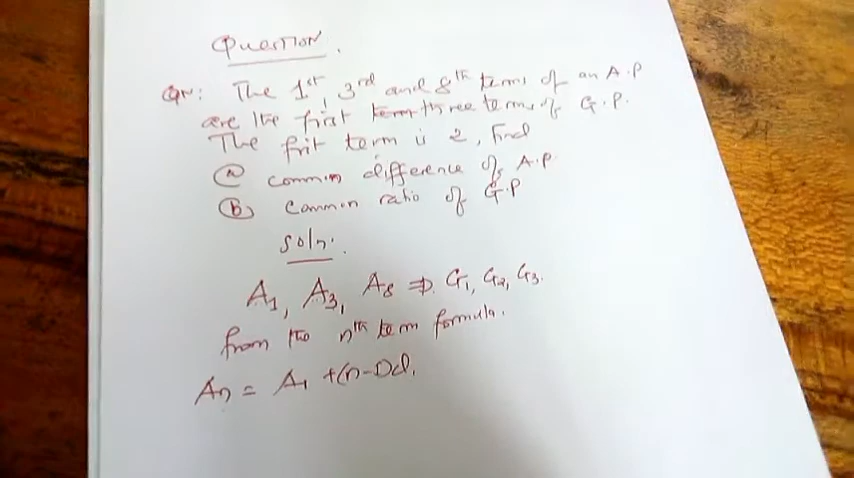 Question.
Qn: The 1st, 3rd and 8th terms of an A.P
are the first term three terms of G.P.
The first term is 2, Find
(a) common difference of A.P
(b) Common ratio of G.P
Soln.
A1, A3, A8 ⇒ G1, G2, G3.
from the nth term formula.
An = A1 + (n-1)d.